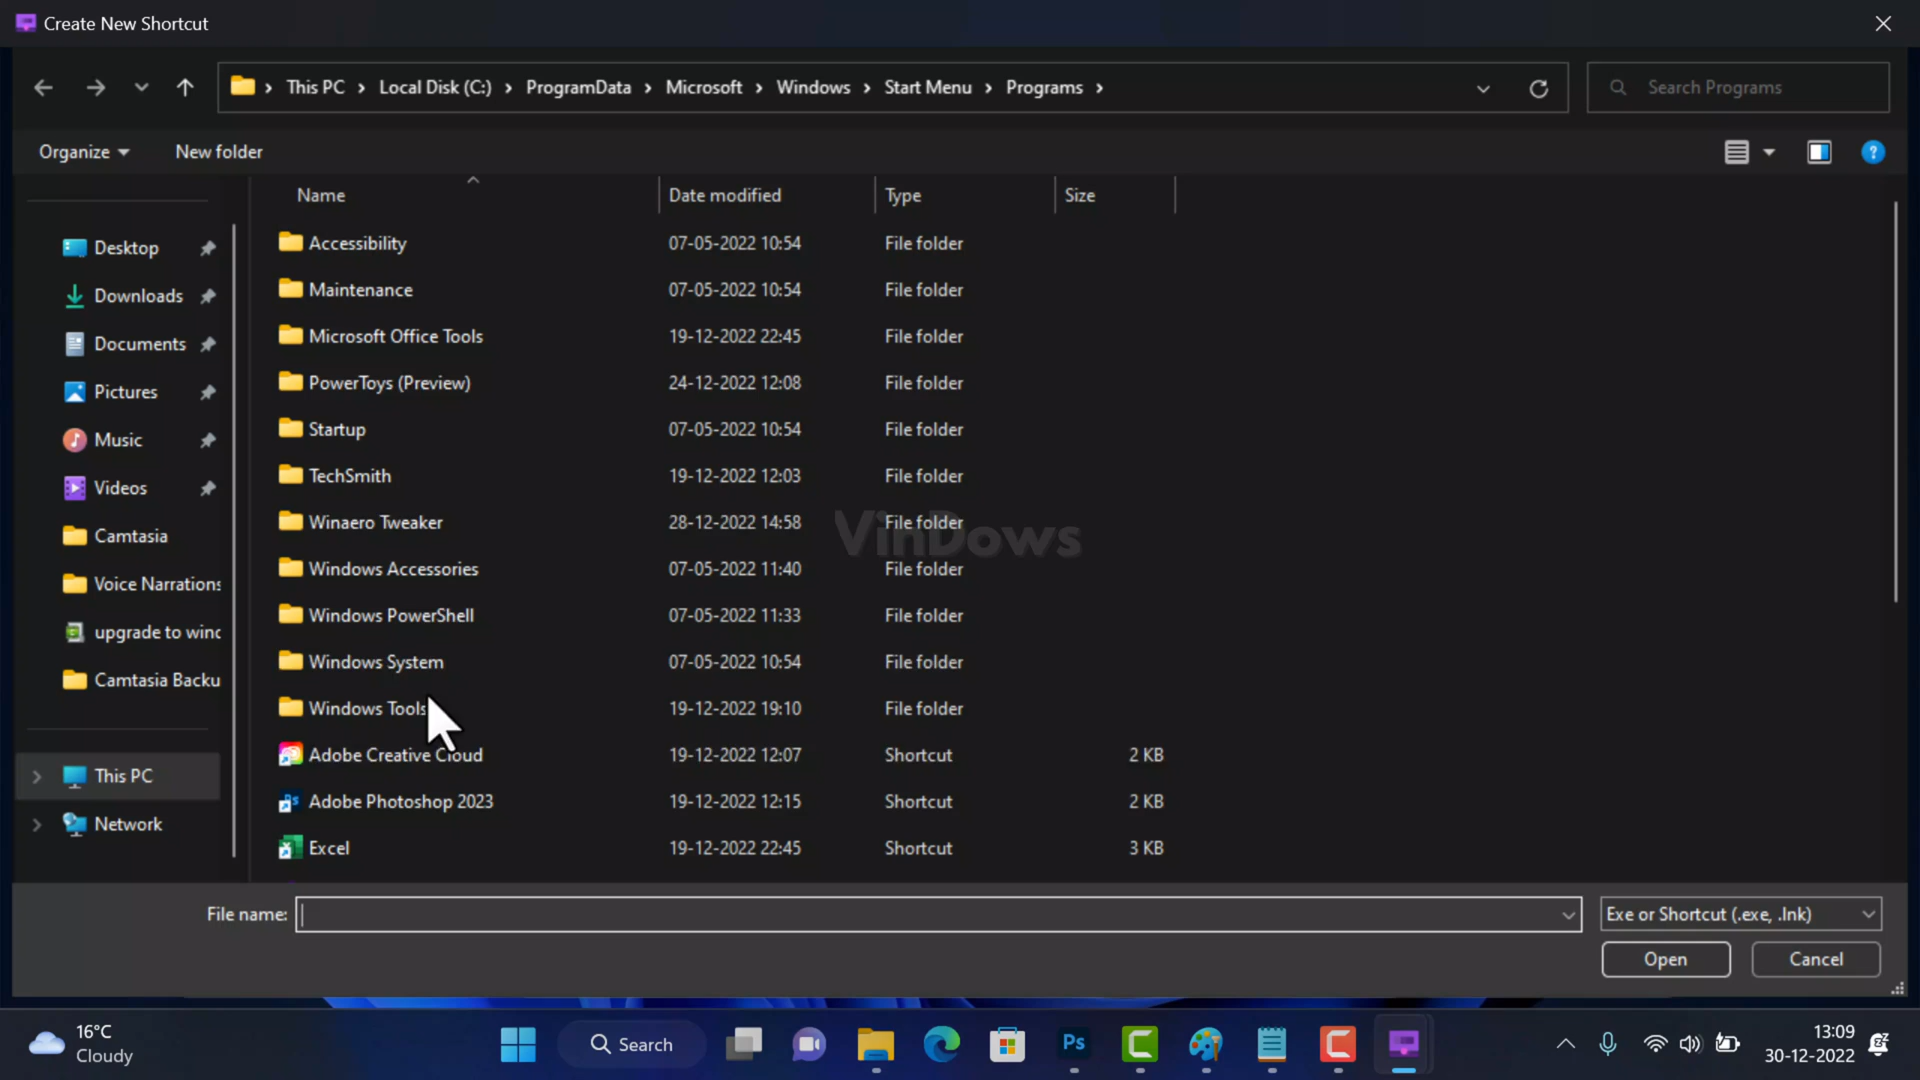 Create New Shortcut
This PC > Local Disk (C:) > ProgramData > Microsoft > Windows > Start Menu > Programs >
Search Programs
Organize
New folder
Name Date modified Type Size
Desktop
Downloads
Documents
Pictures
Music
Videos
Camtasia
Voice Narrations
upgrade to winc
Camtasia Backu
This PC
Network
Accessibility 07-05-2022 10:54 File folder
Maintenance 07-05-2022 10:54 File folder
Microsoft Office Tools 19-12-2022 22:45 File folder
PowerToys (Preview) 24-12-2022 12:08 File folder
Startup 07-05-2022 10:54 File folder
TechSmith 19-12-2022 12:03 File folder
Winaero Tweaker 28-12-2022 14:58 File folder
VinDows
Windows Accessories 07-05-2022 11:40 File folder
Windows PowerShell 07-05-2022 11:33 File folder
Windows System 07-05-2022 10:54 File folder
Windows Tools 19-12-2022 19:10 File folder
Adobe Creative Cloud 19-12-2022 12:07 Shortcut 2 KB
Adobe Photoshop 2023 19-12-2022 12:15 Shortcut 2 KB
Excel 19-12-2022 22:45 Shortcut 3 KB
File name:
Exe or Shortcut (.exe, .lnk)
Open
Cancel
16°C
Cloudy
Search
Ps
13:09
30-12-2022